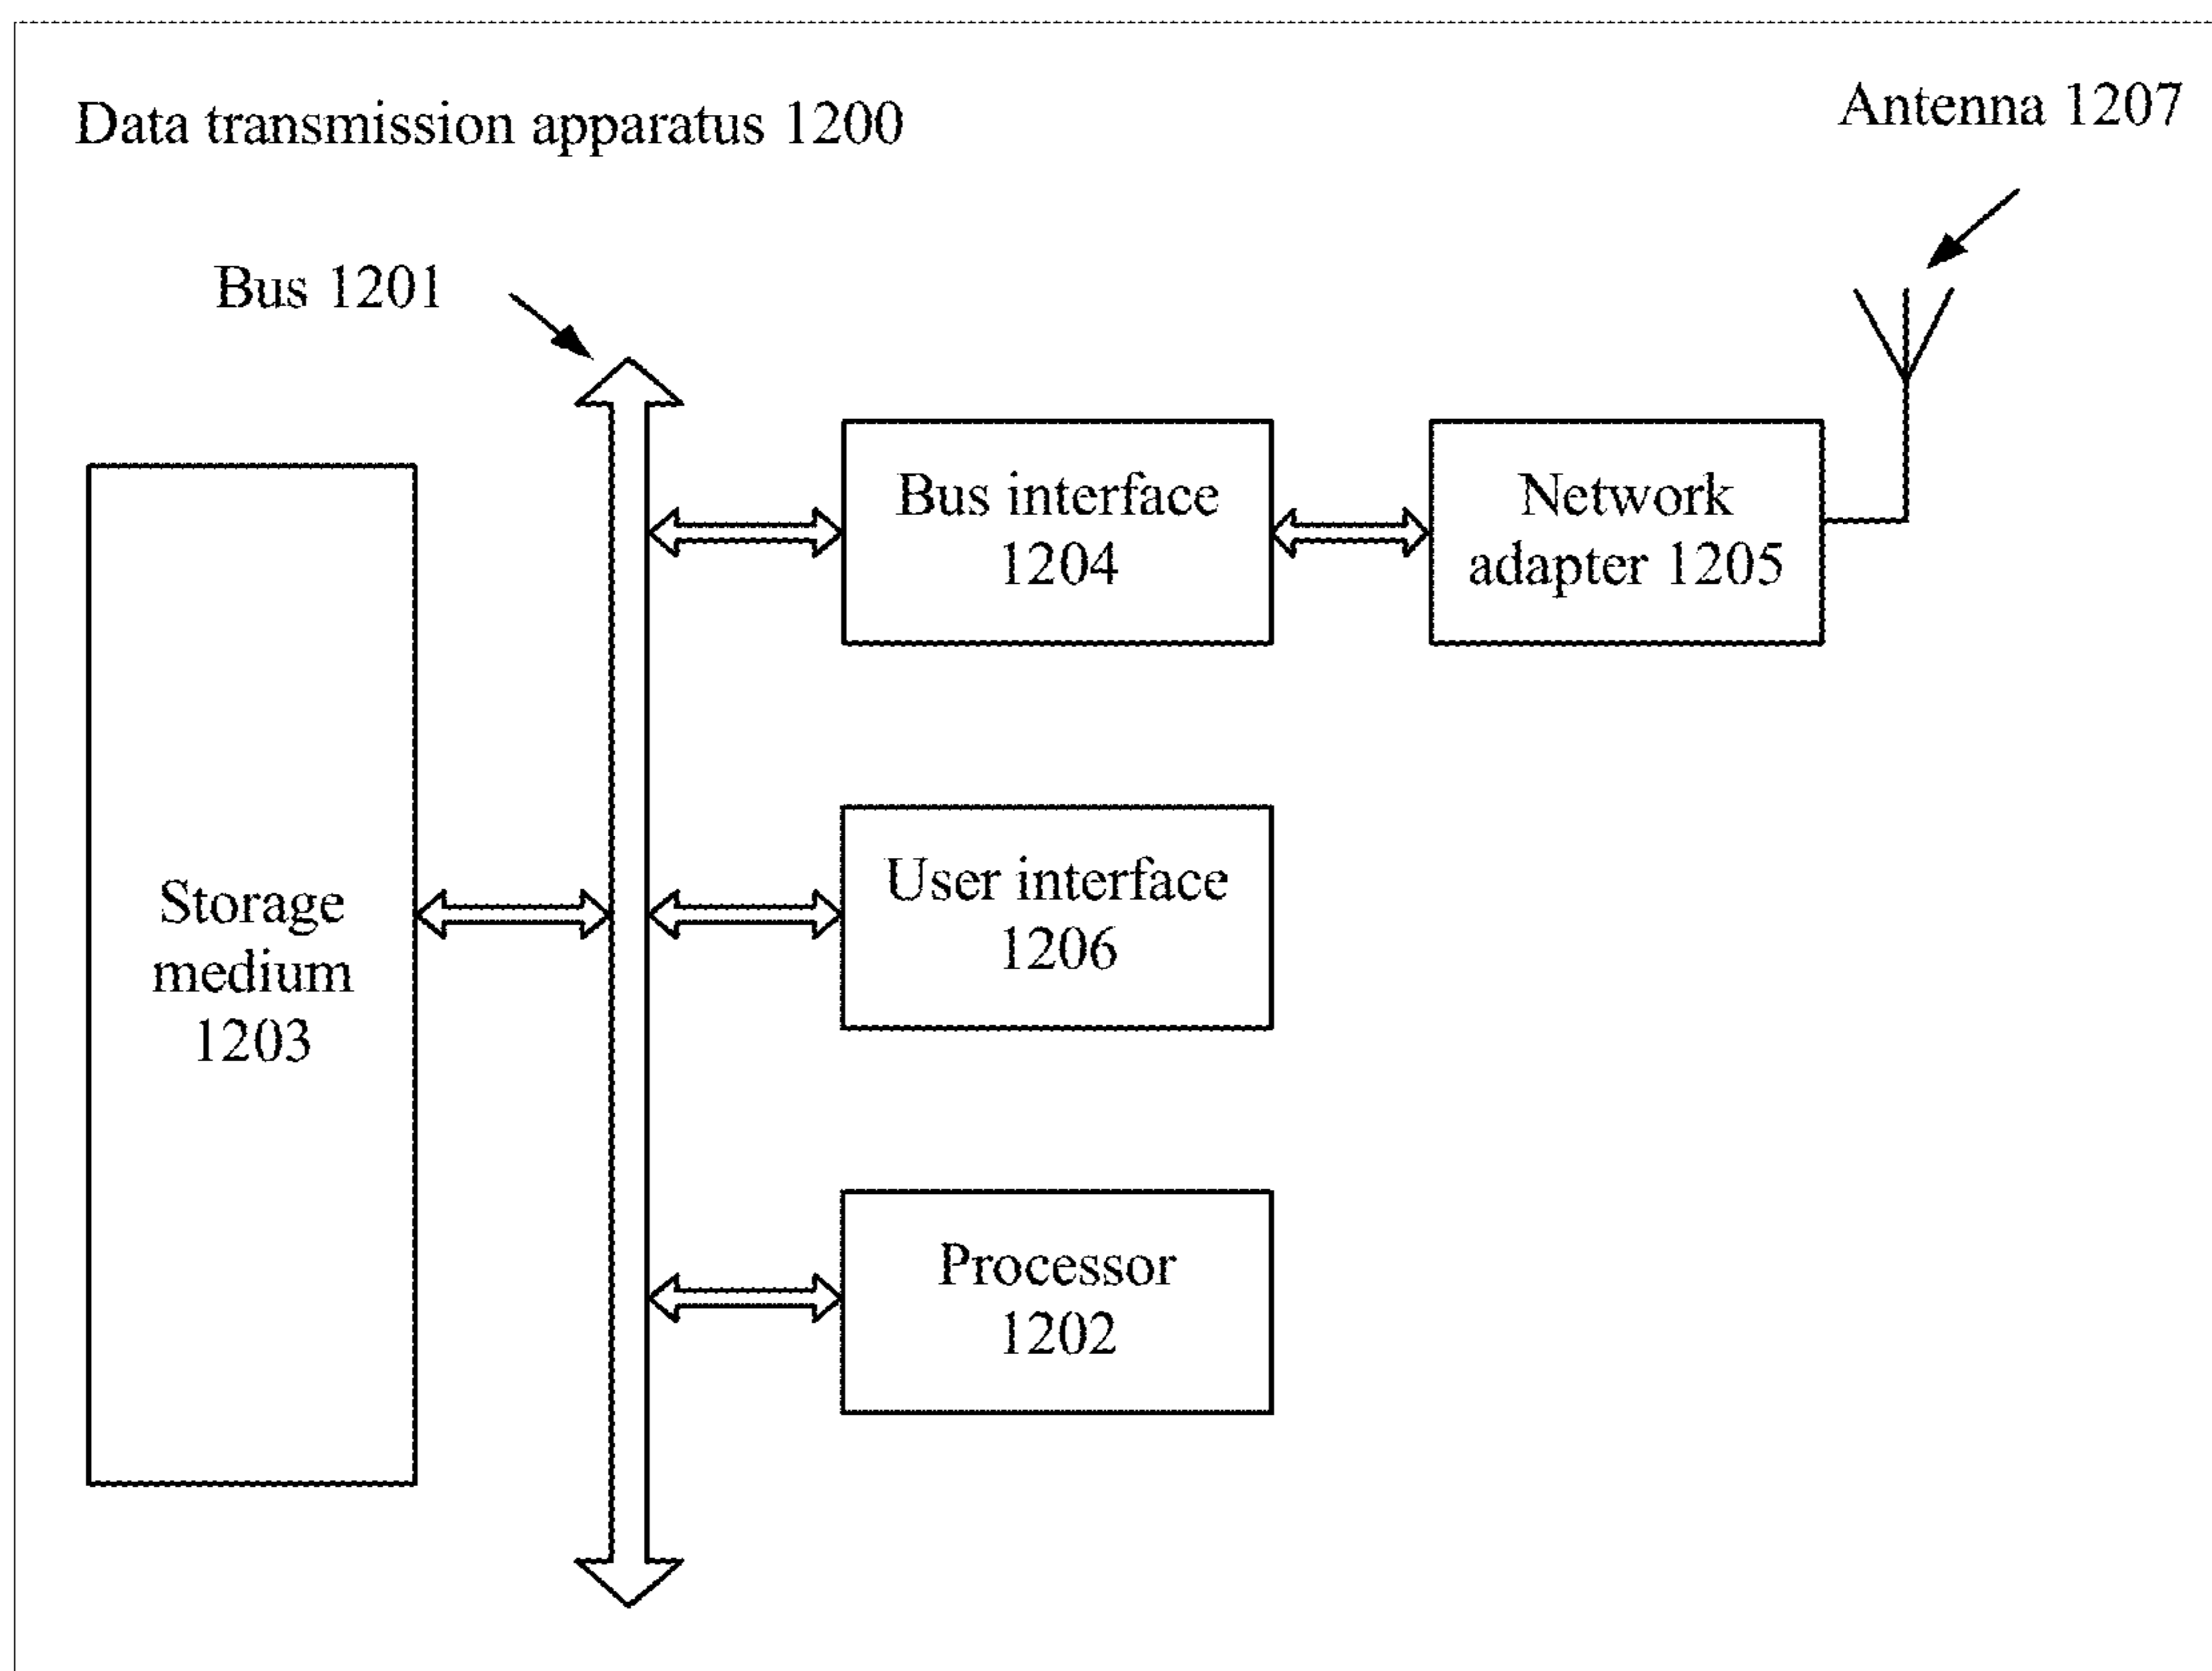 Data transmission apparatus 1200
Antenna 1207
Bus 1201
Bus interface
1204
Network
adapter 1205
Storage
medium
1203
User interface
1206
Processor
1202